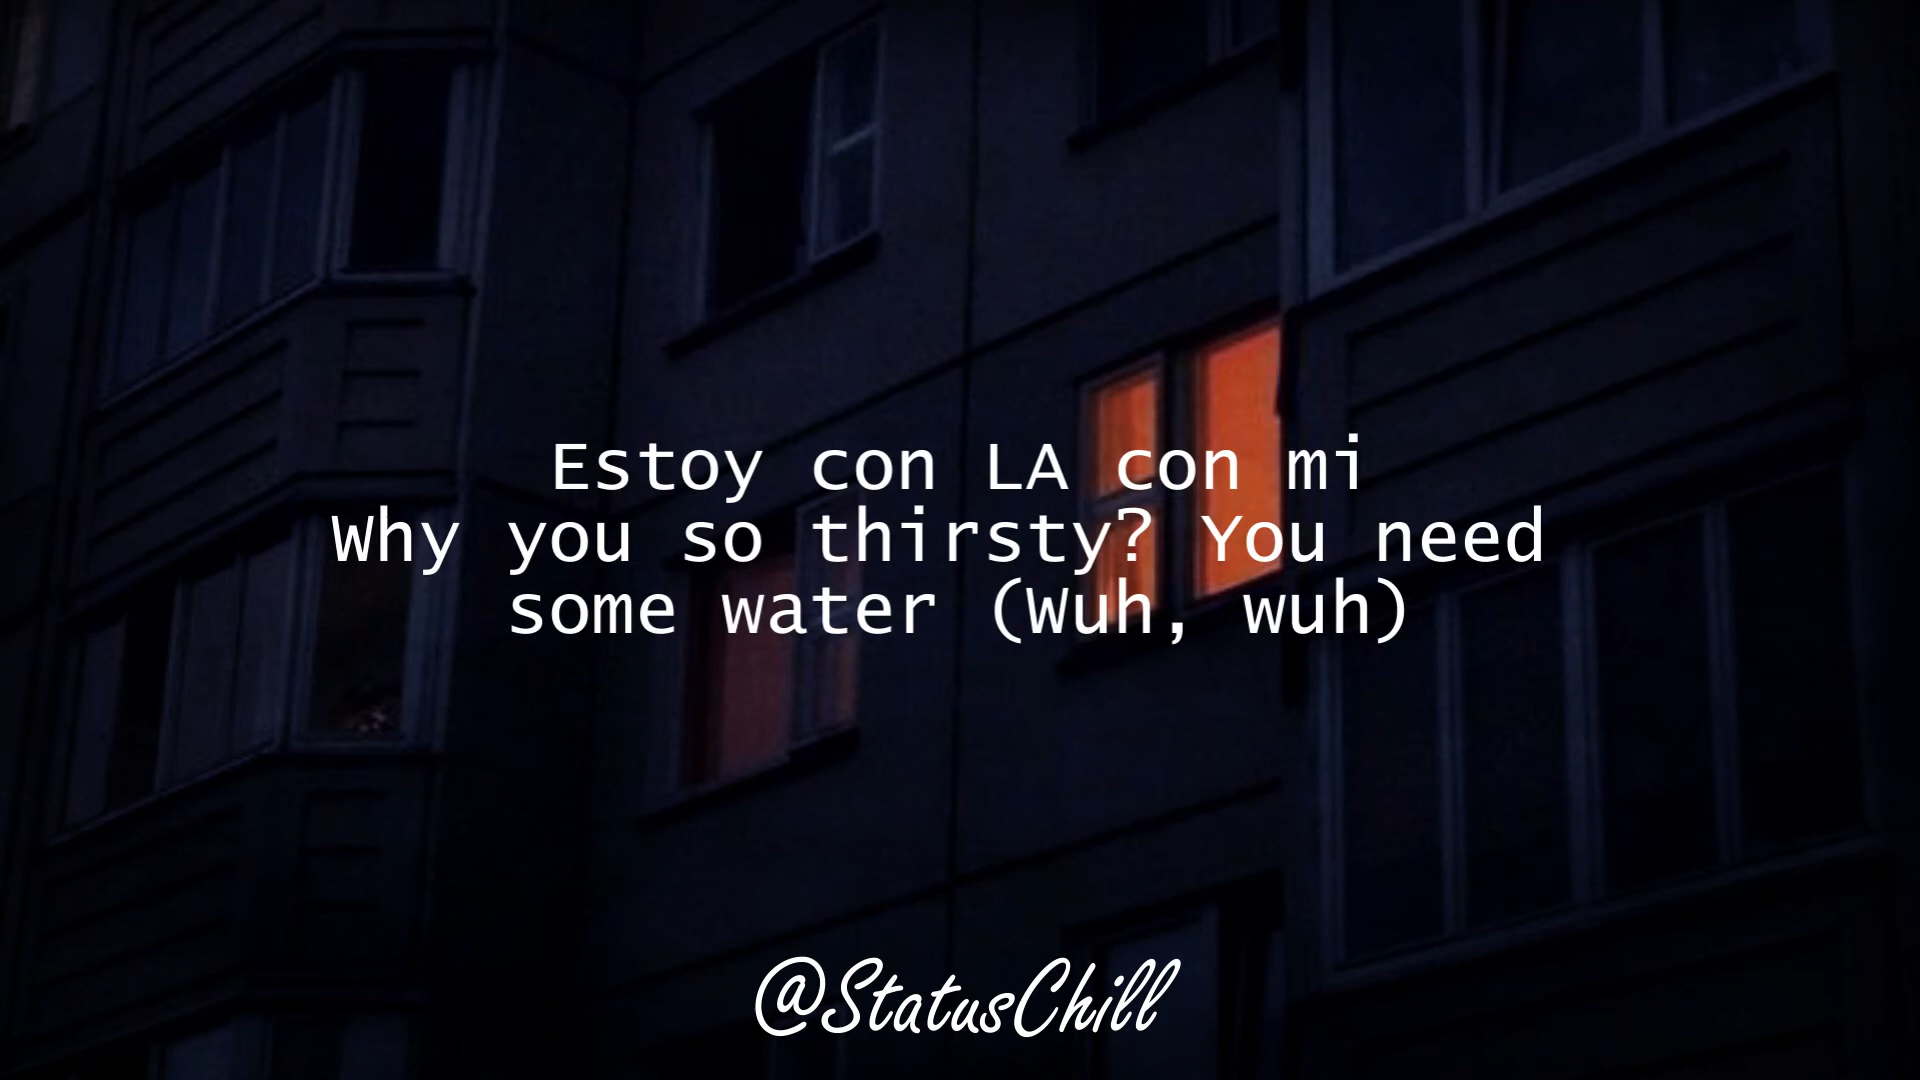 Estoy con LA con mi
Why you so thirsty? You need
some water (Wuh, wuh)
@StatusChill